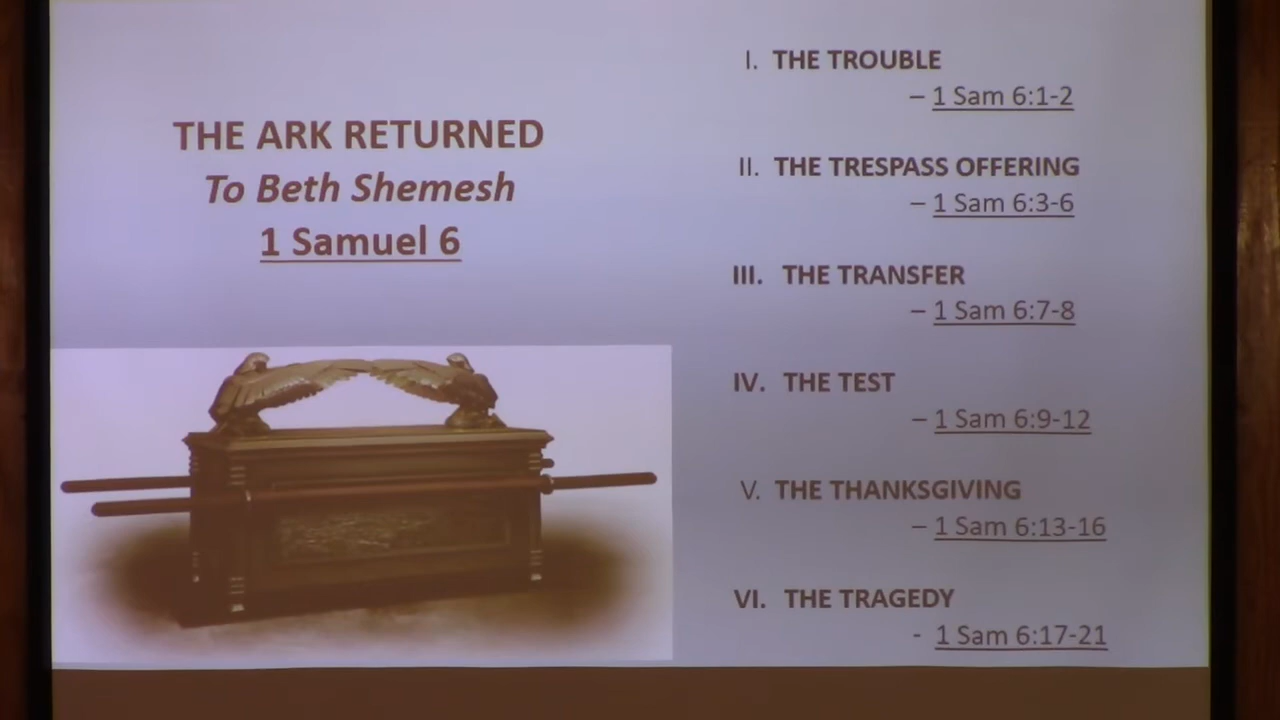 THE ARK RETURNED
To Beth Shemesh
1 Samuel 6
I. THE TROUBLE
– 1 Sam 6:1-2
II. THE TRESPASS OFFERING
– 1 Sam 6:3-6
III. THE TRANSFER
– 1 Sam 6:7-8
IV. THE TEST
– 1 Sam 6:9-12
V. THE THANKSGIVING
– 1 Sam 6:13-16
VI. THE TRAGEDY
- 1 Sam 6:17-21